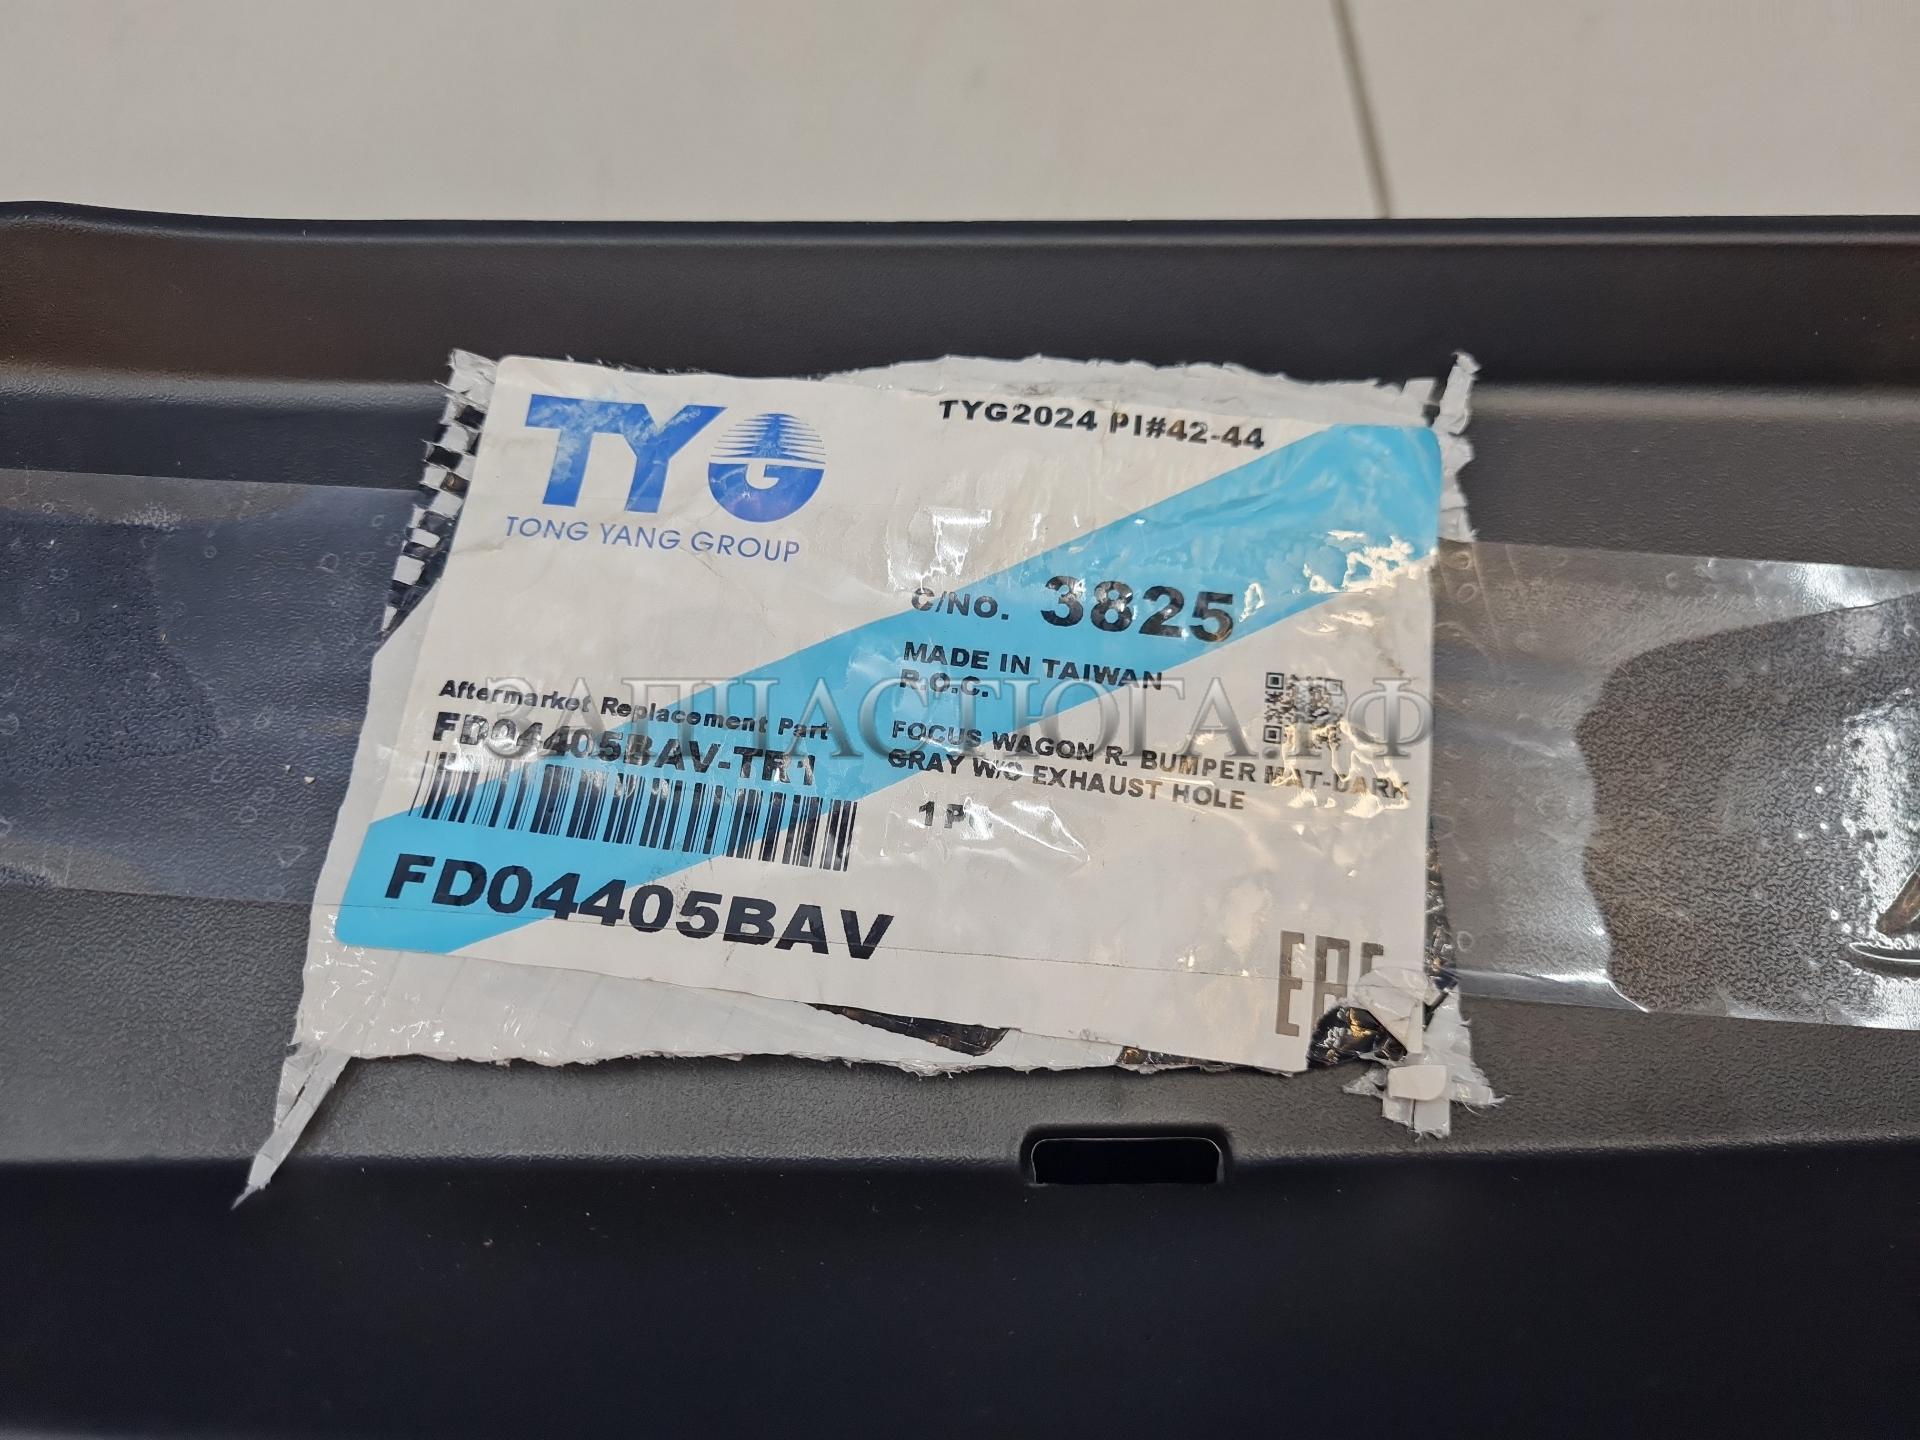 TYG
TONG YANG GROUP
TYG2024 PI#42-44
C/NO. 3825
MADE IN TAIWAN
R.O.C.
Aftermarket Replacement Part
FD04405BAV-TR1
FOCUS WAGON R. BUMPER MAT-DARK
GRAY W/O EXHAUST HOLE
1 P
FD04405BAV
EAC
ЗАПЧАСТЮГА.РФ